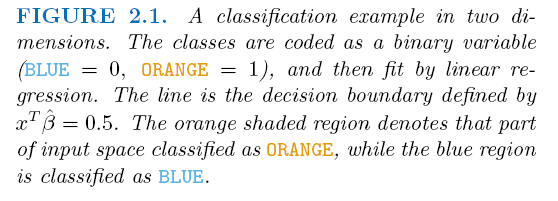 FIGURE 2.1. A classification example in two di-
mensions. The classes are coded as a binary variable
(BLUE = 0, ORANGE = 1), and then fit by linear re-
gression. The line is the decision boundary defined by
x^T β̂ = 0.5. The orange shaded region denotes that part
of input space classified as ORANGE, while the blue region
is classified as BLUE.